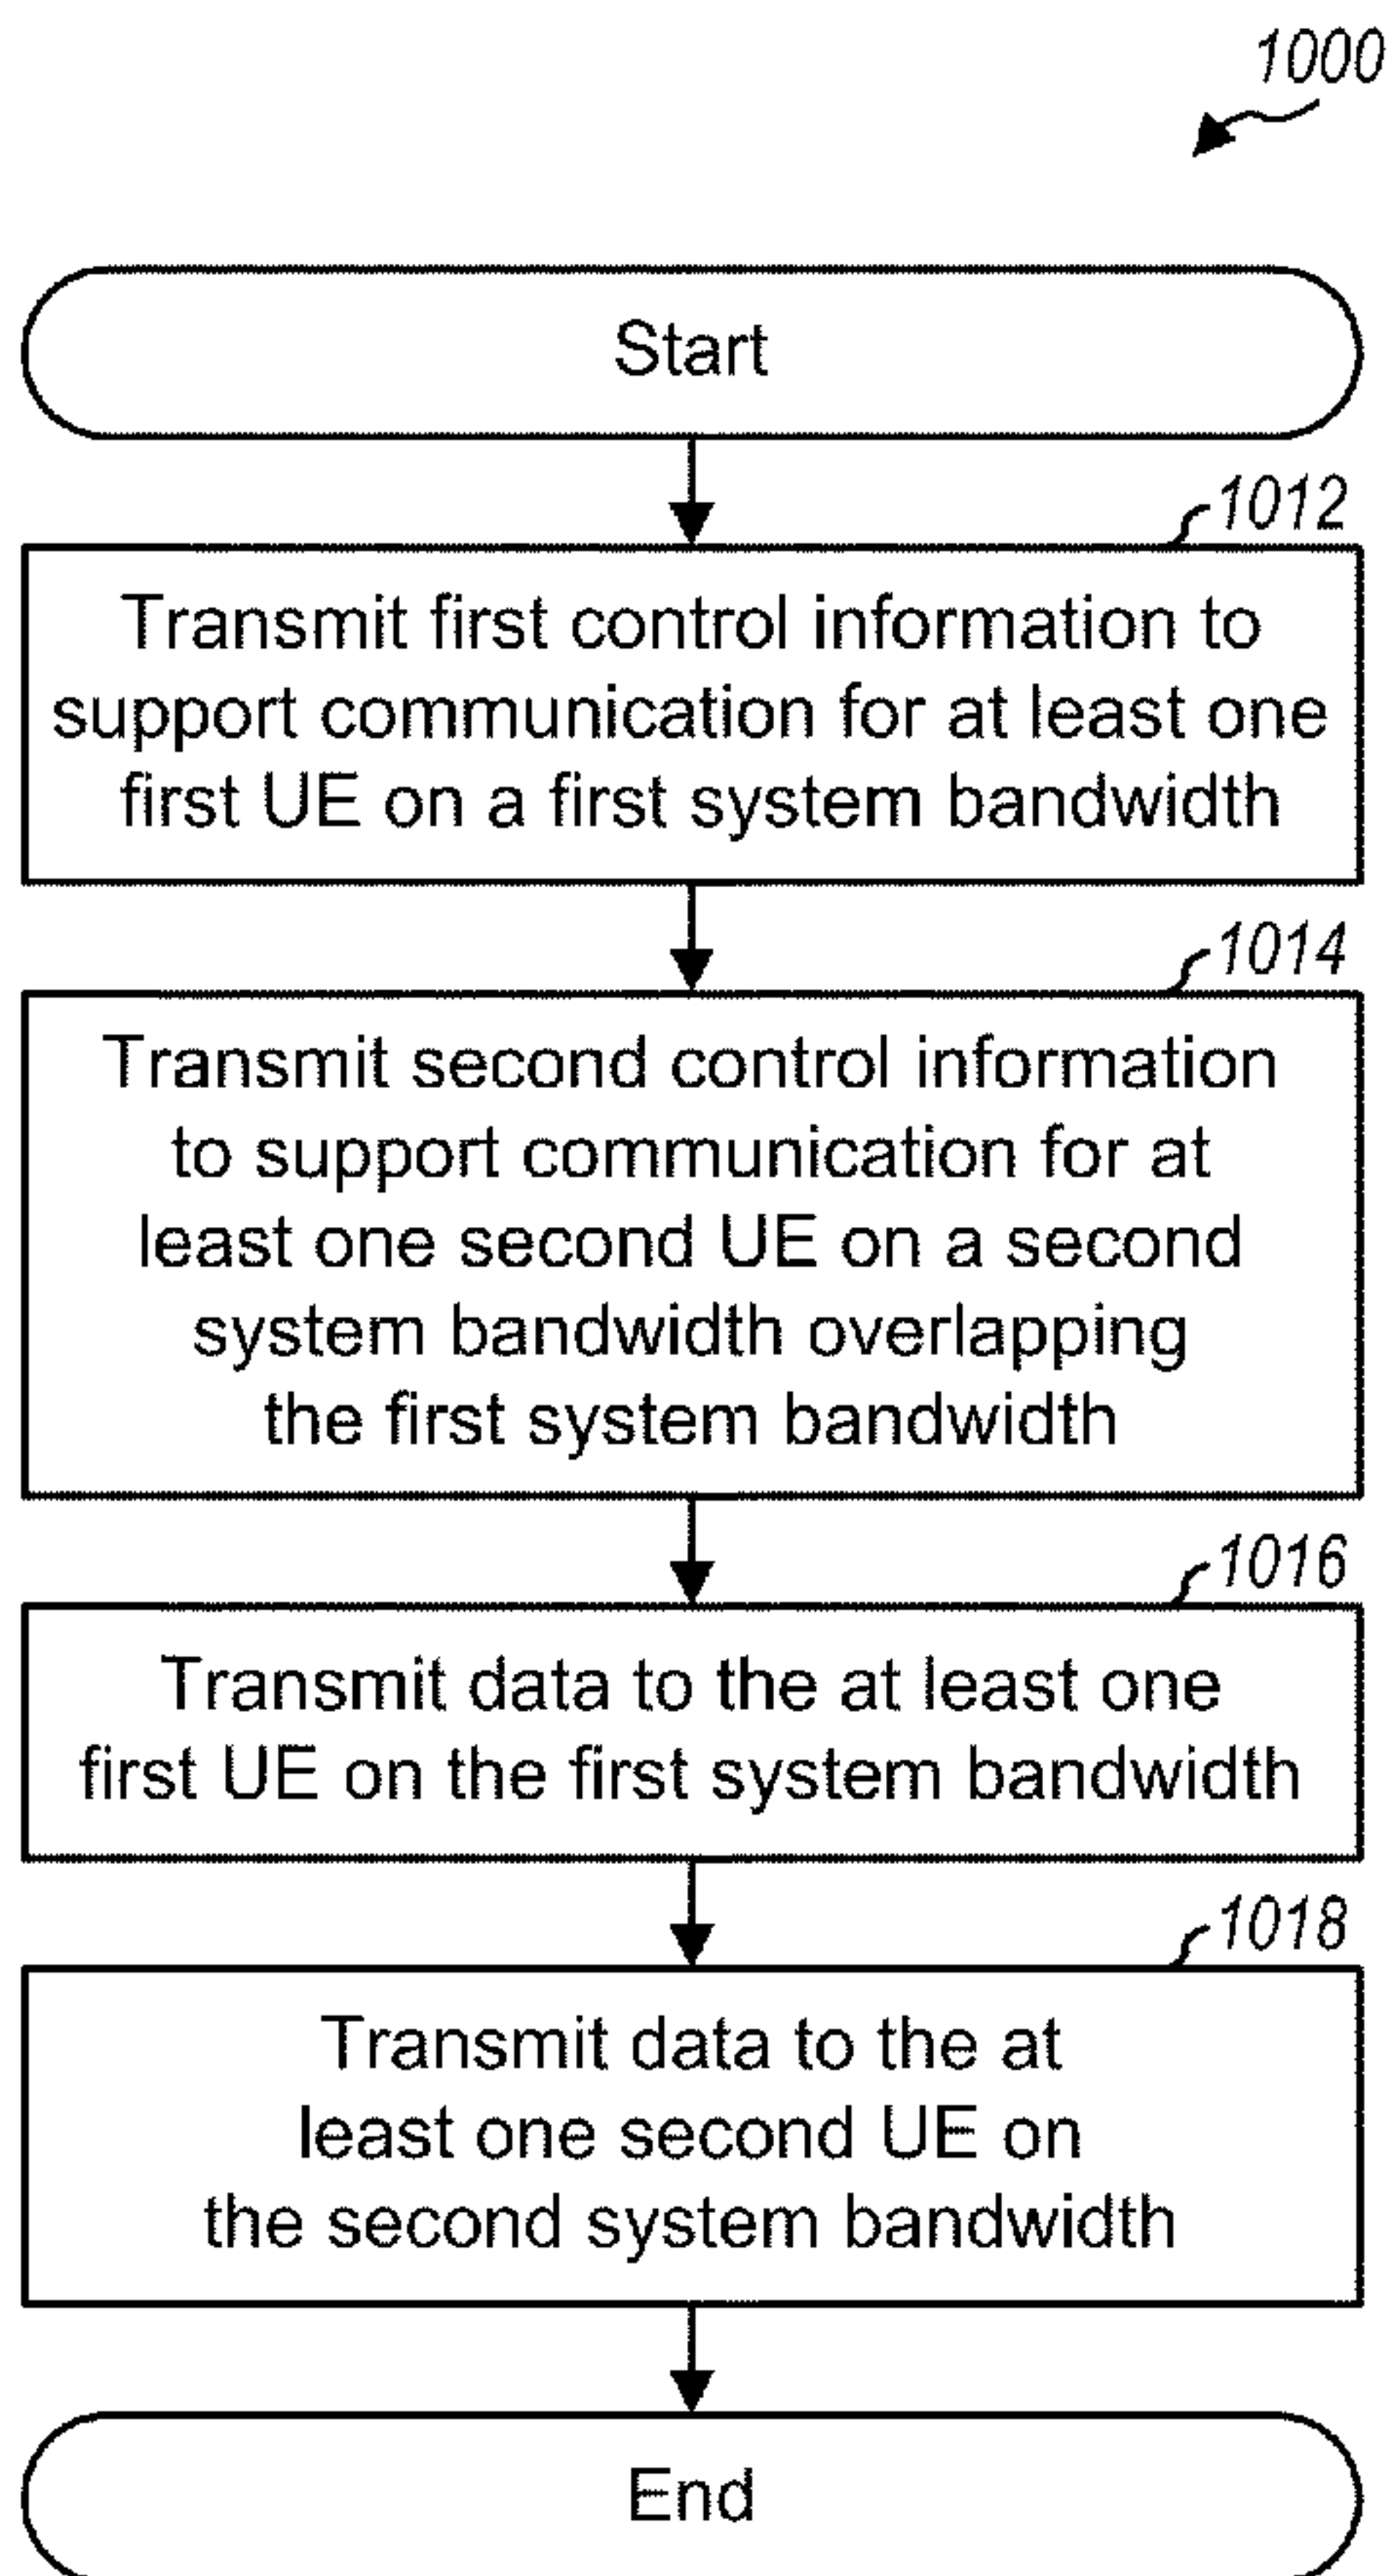 1000
Start
1012
Transmit first control information to
support communication for at least one
first UE on a first system bandwidth
1014
Transmit second control information
to support communication for at
least one second UE on a second
system bandwidth overlapping
the first system bandwidth
1016
Transmit data to the at least one
first UE on the first system bandwidth
1018
Transmit data to the at
least one second UE on
the second system bandwidth
End